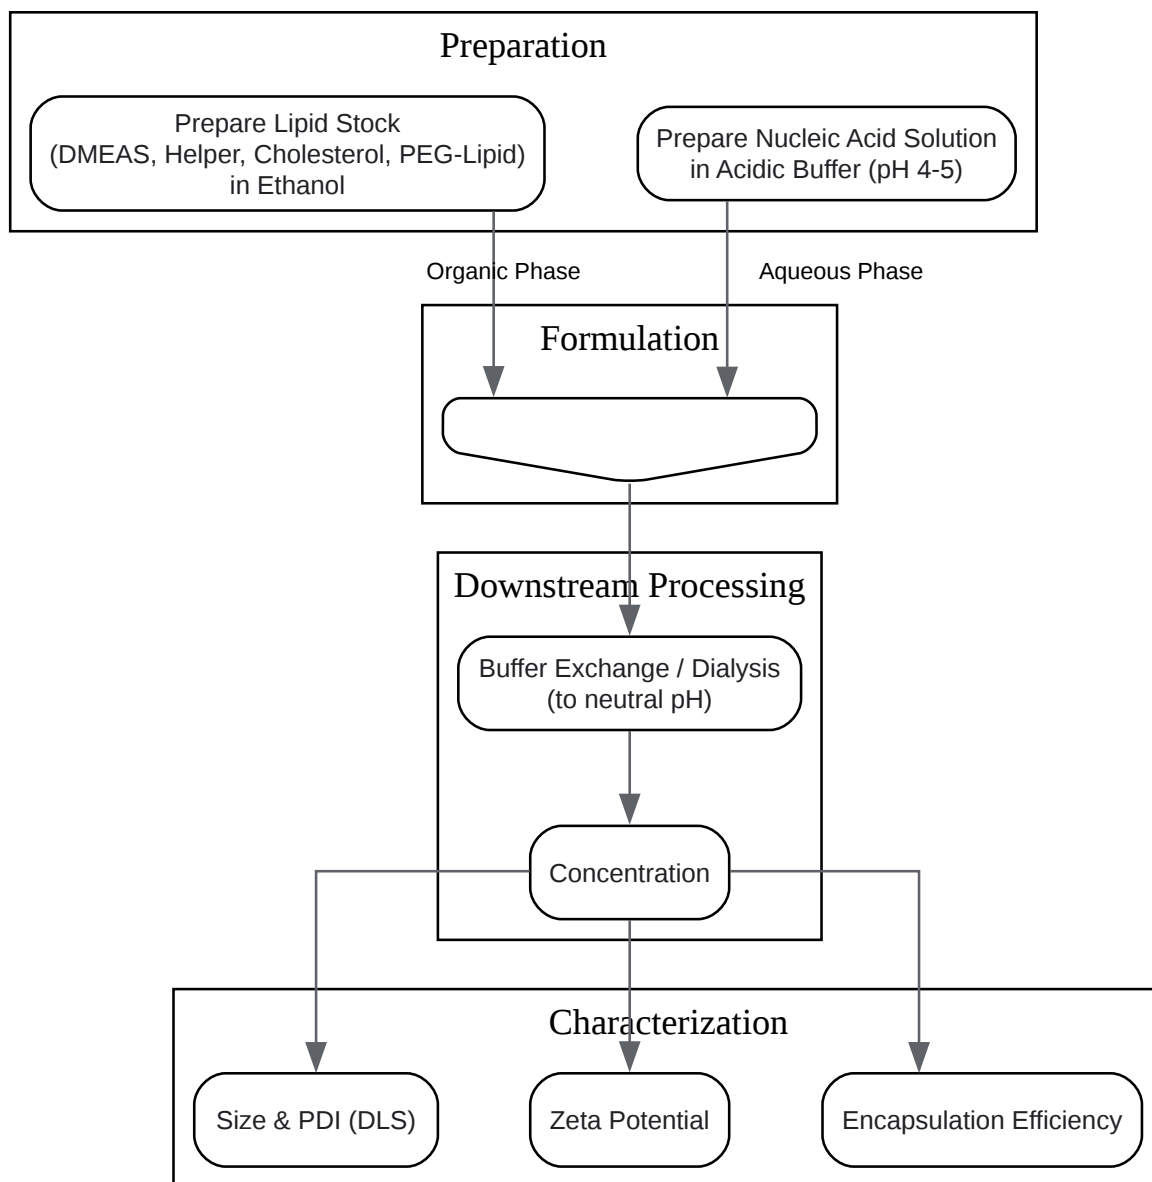 Preparation
Prepare Lipid Stock
(DMEAS, Helper, Cholesterol, PEG-Lipid)
in Ethanol
Prepare Nucleic Acid Solution
in Acidic Buffer (pH 4-5)
Organic Phase
Aqueous Phase
Formulation
Downstream Processing
Buffer Exchange / Dialysis
(to neutral pH)
Concentration
Characterization
Size & PDI (DLS)
Zeta Potential
Encapsulation Efficiency